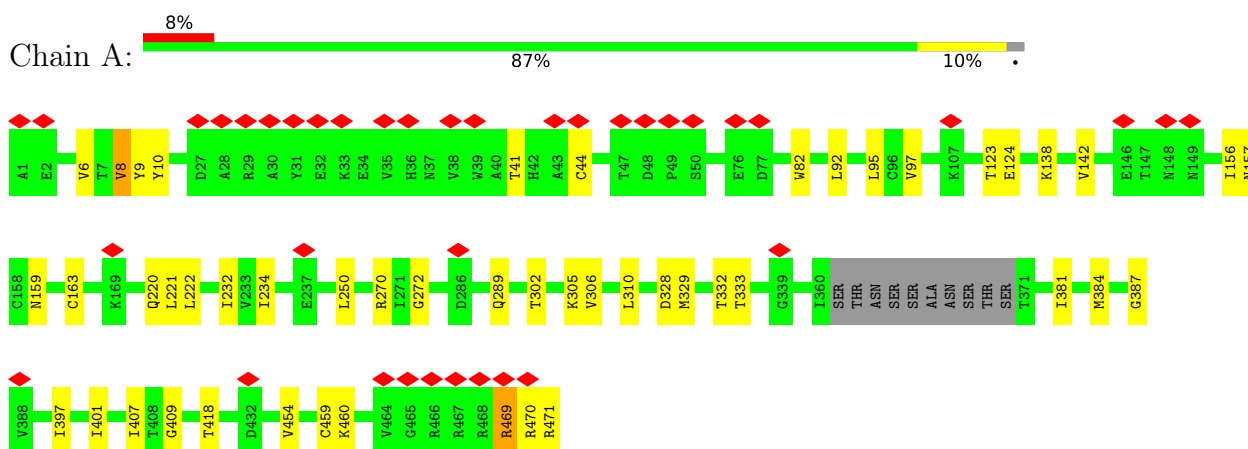 8%
Chain A:
87% 10% •
A1 E2 V6 T7 V8 Y9 Y10 D27 A28 R29 A30 Y31 E32 K33 E34 V35 H36 N37 V38 W39 A40 T41 H42 A43 C44 T47 D48 P49 S50 E76 D77 W82 L92 L95 C96 V97 K107 T123 E124 K138 V142 E146 T147 N148 N149 I156 N157
C158 N159 C163 K169 Q220 L221 L222 I232 V233 I234 E237 L250 R270 I271 G272 D286 Q289 T302 K305 V306 L310 D328 M329 T332 T333 G339 I360 SER THR ASN SER SER ALA ASN SER THR SER T371 I381 M384 G387
V388 I397 I401 I407 T408 G409 T418 D432 V454 C459 K460 V464 G465 R466 R467 R468 R469 R470 R471